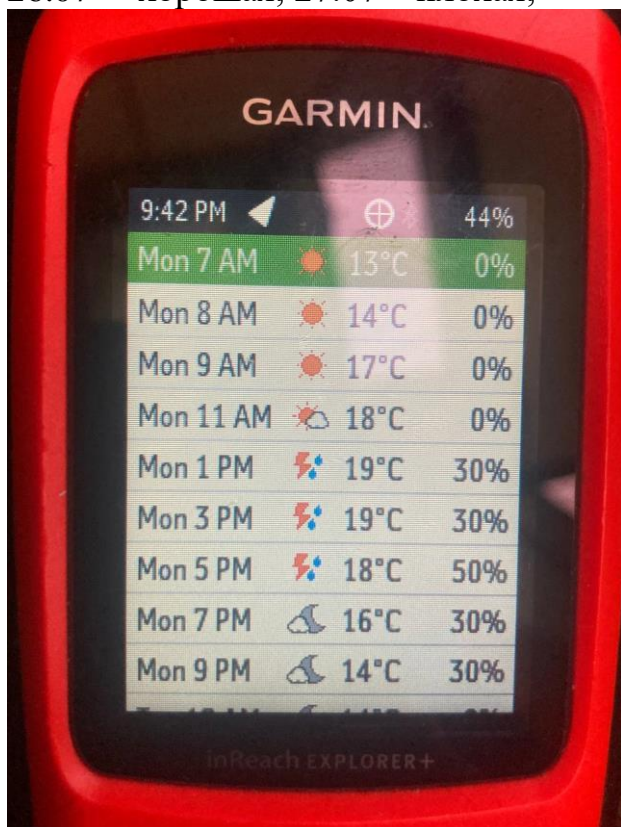 GARMIN
9:42 PM 44%
Mon 7 AM 13°C 0%
Mon 8 AM 14°C 0%
Mon 9 AM 17°C 0%
Mon 11 AM 18°C 0%
Mon 1 PM 19°C 30%
Mon 3 PM 19°C 30%
Mon 5 PM 18°C 50%
Mon 7 PM 16°C 30%
Mon 9 PM 14°C 30%
inReach EXPLORER+